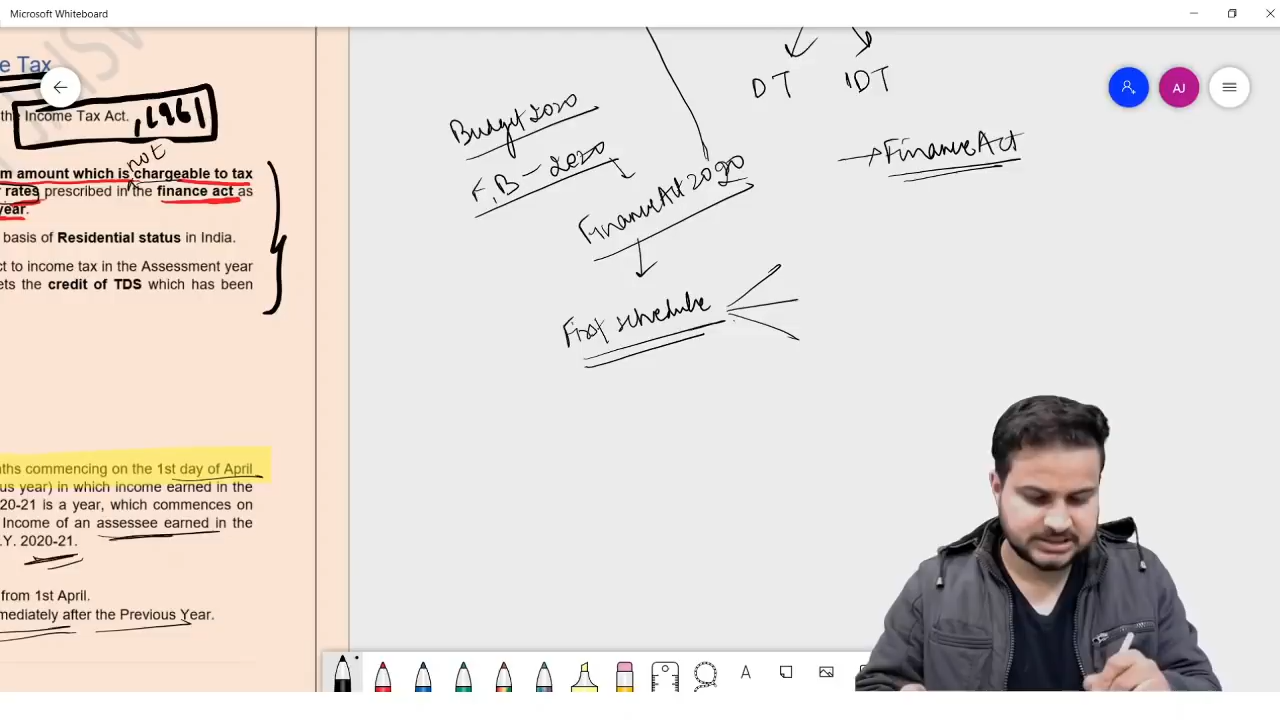 Microsoft Whiteboard
e Tax
the Income Tax Act.
, 1961
not
m amount which is chargeable to tax
rates prescribed in the finance act as
year.
basis of Residential status in India.
ct to income tax in the Assessment year
ets the credit of TDS which has been
ths commencing on the 1st day of April
us year) in which income earned in the
20-21 is a year, which commences on
Income of an assessee earned in the
.Y. 2020-21.
from 1st April.
mediately after the Previous Year.
DT IDT
Budget 2020
F.B - 2020
Finance Act 2020
Finance Act
First schedule
AJ
A